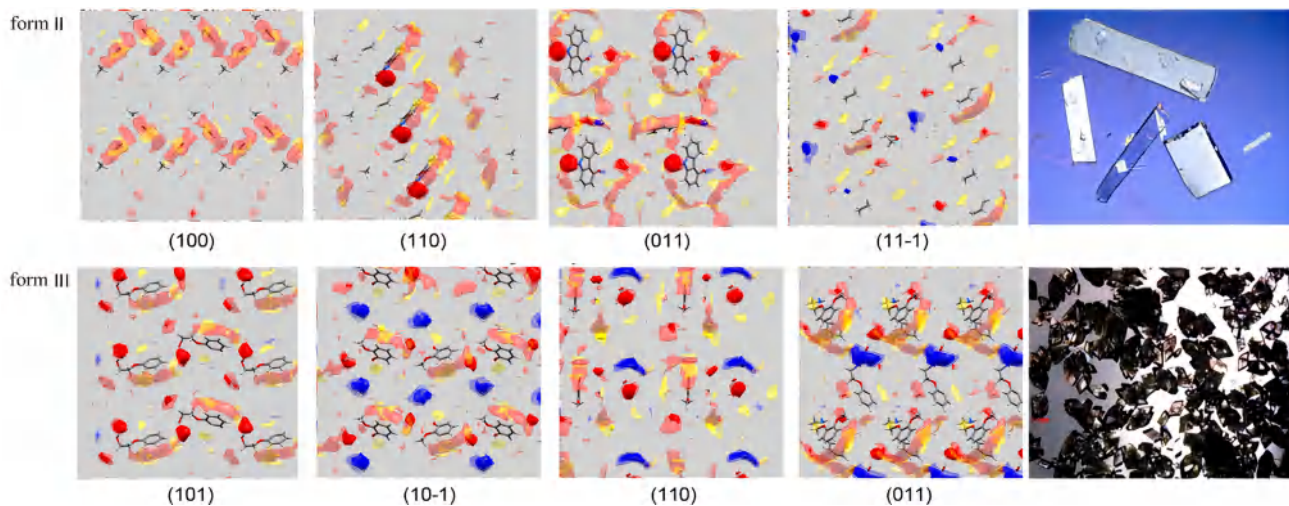 form II
(100) (110) (011) (11-1)
form III
(101) (10-1) (110) (011)